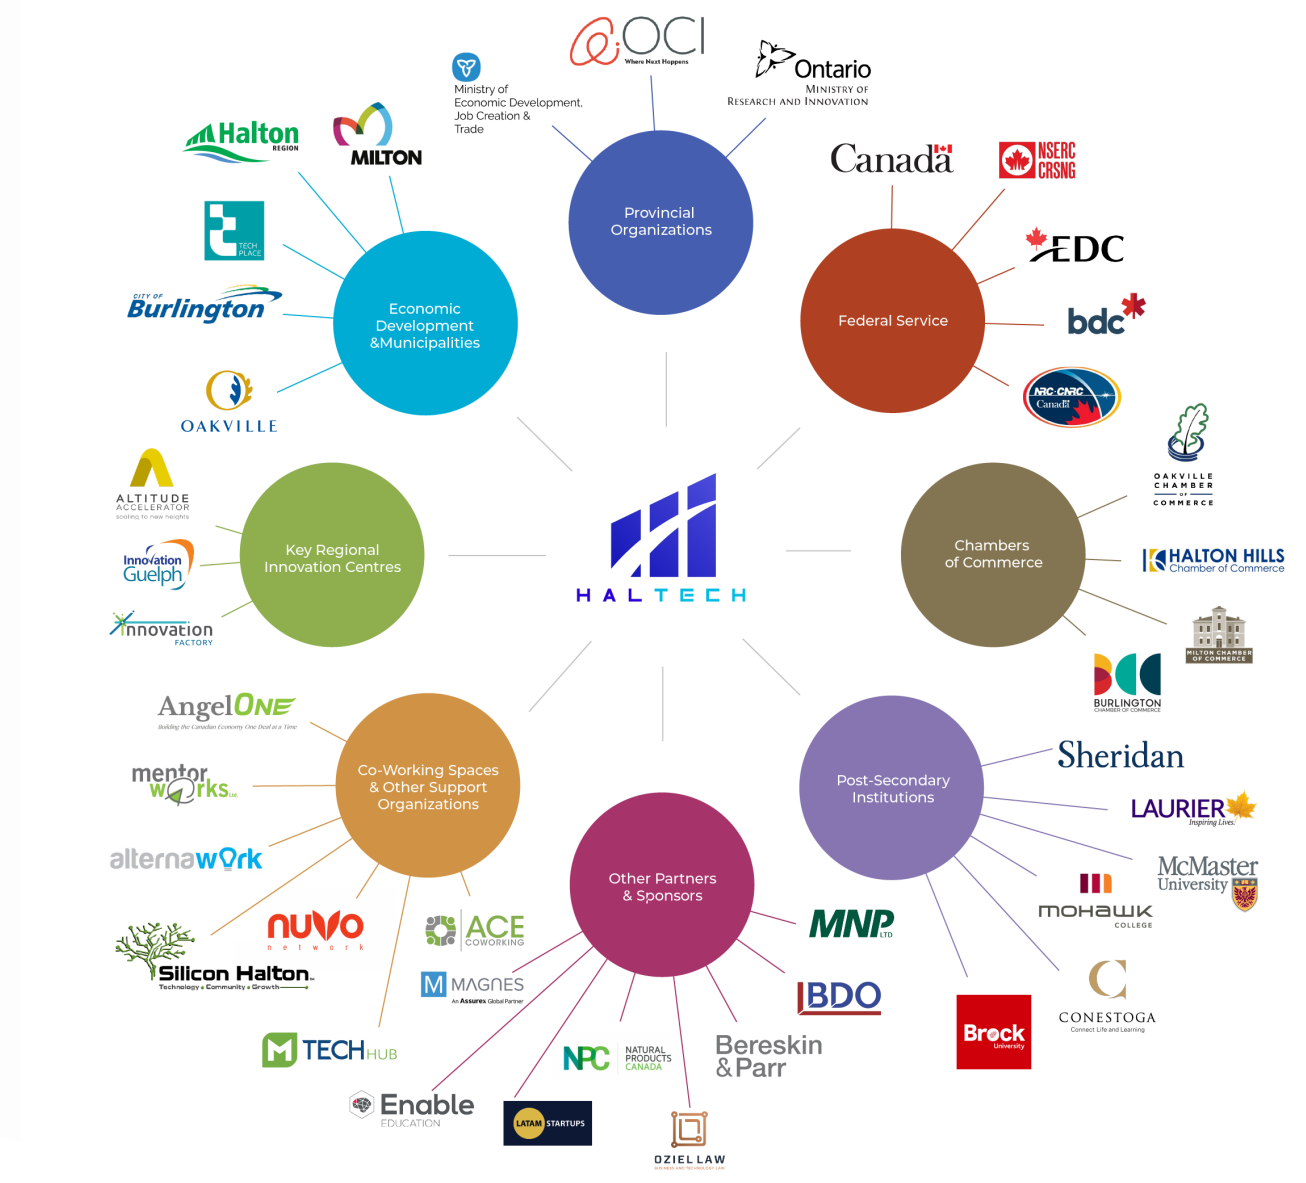 OCI
Where Next Happens
Ministry of
Economic Development,
Job Creation &
Trade
Ontario
MINISTRY OF
RESEARCH AND INNOVATION
Provincial
Organizations
Halton
REGION
MILTON
TECH
PLACE
CITY OF
Burlington
OAKVILLE
Economic
Development
&Municipalities
Canada
NSERC
CRSNG
EDC
bdc
NRC·CNRC
Canada
Federal Service
ALTITUDE
ACCELERATOR
scaling to new heights
Innovation
Guelph
innovation
FACTORY
Key Regional
Innovation Centres
HALTECH
OAKVILLE
CHAMBER
OF
COMMERCE
HALTON HILLS
Chamber of Commerce
MILTON CHAMBER
OF COMMERCE
BURLINGTON
CHAMBER OF COMMERCE
Chambers
of Commerce
AngelONE
Building the Canadian Economy One Deal at a Time
mentor
works Ltd.
alternawork
Silicon Halton
Technology • Community • Growth
nuvo
network
M TECH HUB
ACE
COWORKING
Co-Working Spaces
& Other Support
Organizations
Other Partners
& Sponsors
M MAGNES
An Assurex Global Partner
Enable
EDUCATION
LATAM STARTUPS
NPC
NATURAL
PRODUCTS
CANADA
OZIEL LAW
BUSINESS AND TECHNOLOGY LAW
Bereskin
& Parr
BDO
MNP
LTD
Post-Secondary
Institutions
Sheridan
LAURIER
Inspiring Lives.
McMaster
University
mohawk
COLLEGE
CONESTOGA
Connect Life and Learning
Brock
University